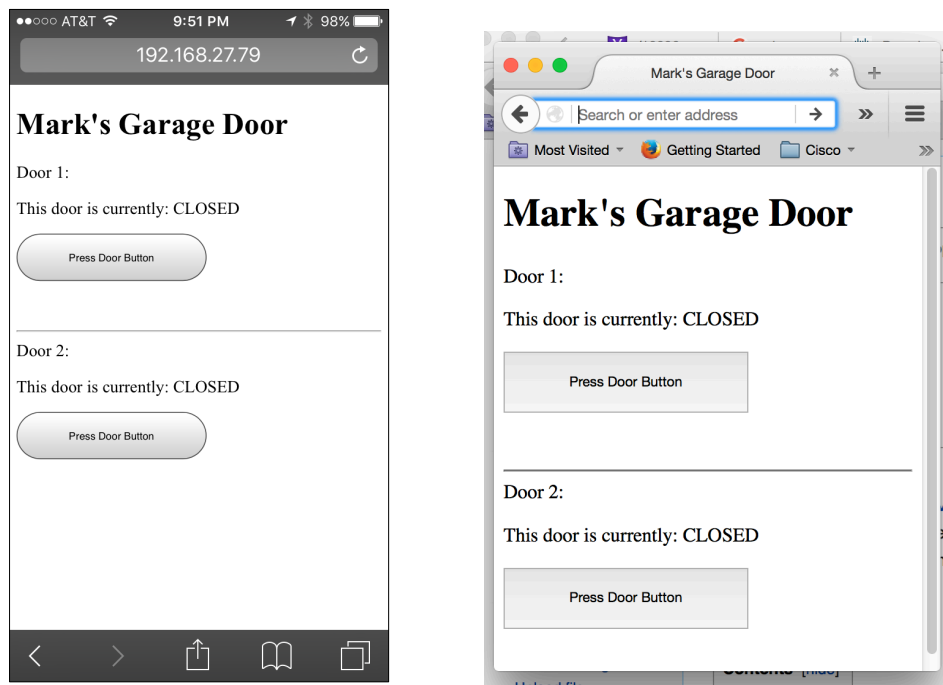 AT&T 9:51 PM 98%
192.168.27.79
Mark's Garage Door
Door 1:
This door is currently: CLOSED
Press Door Button
Door 2:
This door is currently: CLOSED
Press Door Button
Mark's Garage Door
Search or enter address
Most Visited Getting Started Cisco
Mark's Garage Door
Door 1:
This door is currently: CLOSED
Press Door Button
Door 2:
This door is currently: CLOSED
Press Door Button